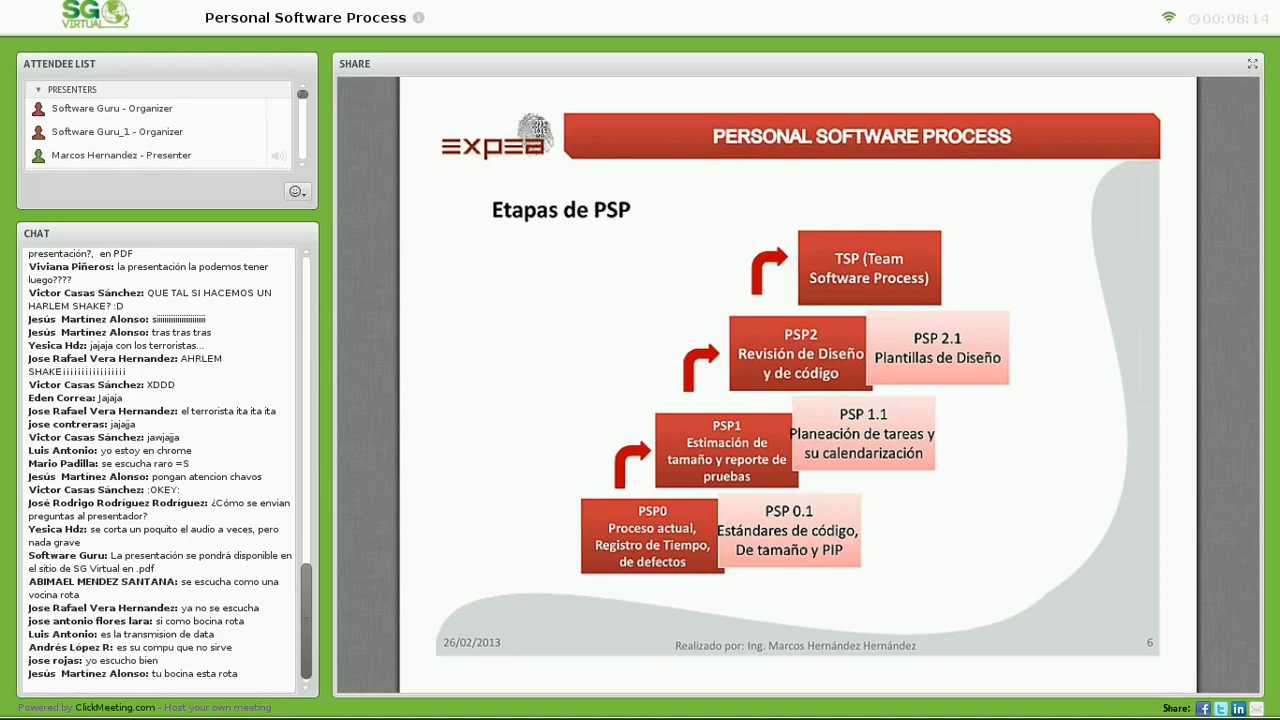 SG
VIRTUAL
Personal Software Process
00:08:14
ATTENDEE LIST
PRESENTERS
Software Guru - Organizer
Software Guru_1 - Organizer
Marcos Hernandez - Presenter
CHAT
presentación?, en PDF
Viviana Piñeros: la presentación la podemos tener
luego????
Victor Casas Sánchez: QUE TAL SI HACEMOS UN
HARLEM SHAKE? :D
Jesús Martínez Alonso: siiiiiiiiiiiiiiiiiiiii
Jesús Martínez Alonso: tras tras tras
Yesica Hdz: jajaja con los terroristas...
Jose Rafael Vera Hernandez: AHRLEM
SHAKE¡¡¡¡¡¡¡¡¡¡¡¡¡¡¡¡¡
Victor Casas Sánchez: XDDD
Eden Correa: Jajaja
Jose Rafael Vera Hernandez: el terrorista ita ita ita
jose contreras: jajajja
Victor Casas Sánchez: jawjajja
Luis Antonio: yo estoy en chrome
Mario Padilla: se escucha raro =S
Jesús Martínez Alonso: pongan atencion chavos
Victor Casas Sánchez: :OKEY:
José Rodrigo Rodríguez Rodríguez: ¿Cómo se envian
preguntas al presentador?
Yesica Hdz: se corta un poquito el audio a veces, pero
nada grave
Software Guru: La presentación se pondrá disponible en
el sitio de SG Virtual en .pdf
ABIMAEL MENDEZ SANTANA: se escucha como una
vocina rota
Jose Rafael Vera Hernandez: ya no se escucha
jose antonio flores lara: si como bocina rota
Luis Antonio: es la transmision de data
Andrés López R: es su compu que no sirve
jose rojas: yo escucho bien
Jesús Martínez Alonso: tu bocina esta rota
SHARE
PERSONAL SOFTWARE PROCESS
Etapas de PSP
TSP (Team
Software Process)
PSP2
Revisión de Diseño
y de código
PSP 2.1
Plantillas de Diseño
PSP1
Estimación de
tamaño y reporte de
pruebas
PSP 1.1
Planeación de tareas y
su calendarización
PSP0
Proceso actual,
Registro de Tiempo,
de defectos
PSP 0.1
Estándares de código,
De tamaño y PIP
26/02/2013
Realizado por: Ing. Marcos Hernández Hernández
6
Powered by ClickMeeting.com - Host your own meeting
Share: